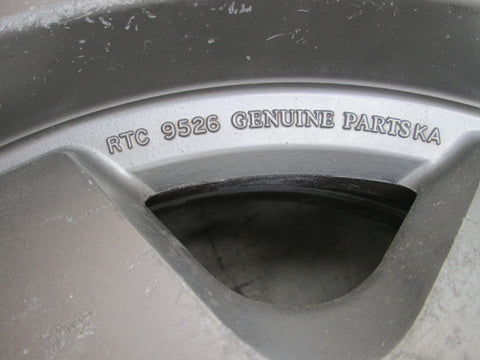 RTC 9526 GENUINE PARTS KA